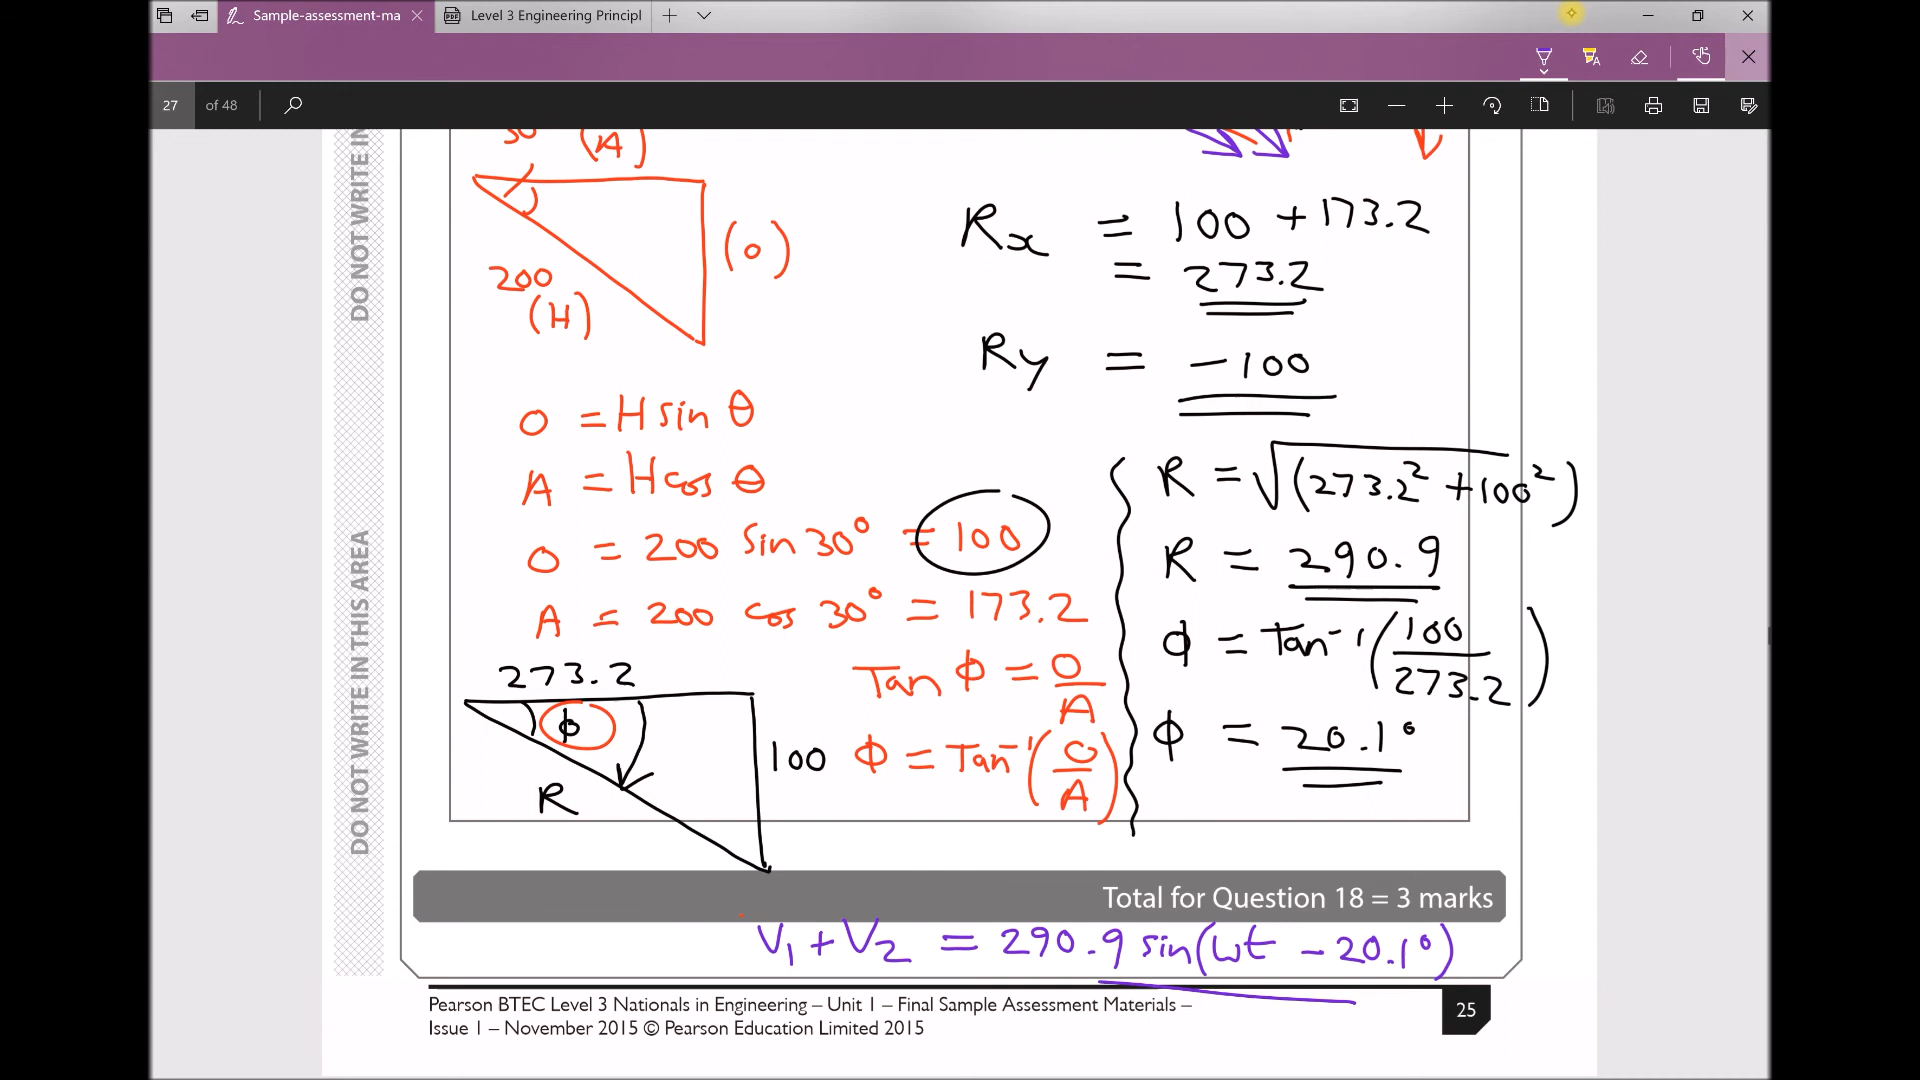 Sample-assessment-ma
Level 3 Engineering Principl
27 of 48
DO NOT WRITE IN
DO NOT WRITE IN THIS AREA
30 (A)
200
(H)
(O)
O = H sin θ
A = H cos θ
O = 200 sin 30° = 100
A = 200 cos 30° = 173.2
273.2
ϕ
R
100
Tan ϕ = O/A
ϕ = Tan⁻¹(O/A)
Rx = 100 + 173.2
= 273.2
Ry = -100
R = √(273.2² + 100²)
R = 290.9
ϕ = Tan⁻¹(100/273.2)
ϕ = 20.1°
Total for Question 18 = 3 marks
V₁ + V₂ = 290.9 sin(ωt - 20.1°)
Pearson BTEC Level 3 Nationals in Engineering – Unit 1 – Final Sample Assessment Materials –
Issue 1 – November 2015 © Pearson Education Limited 2015
25